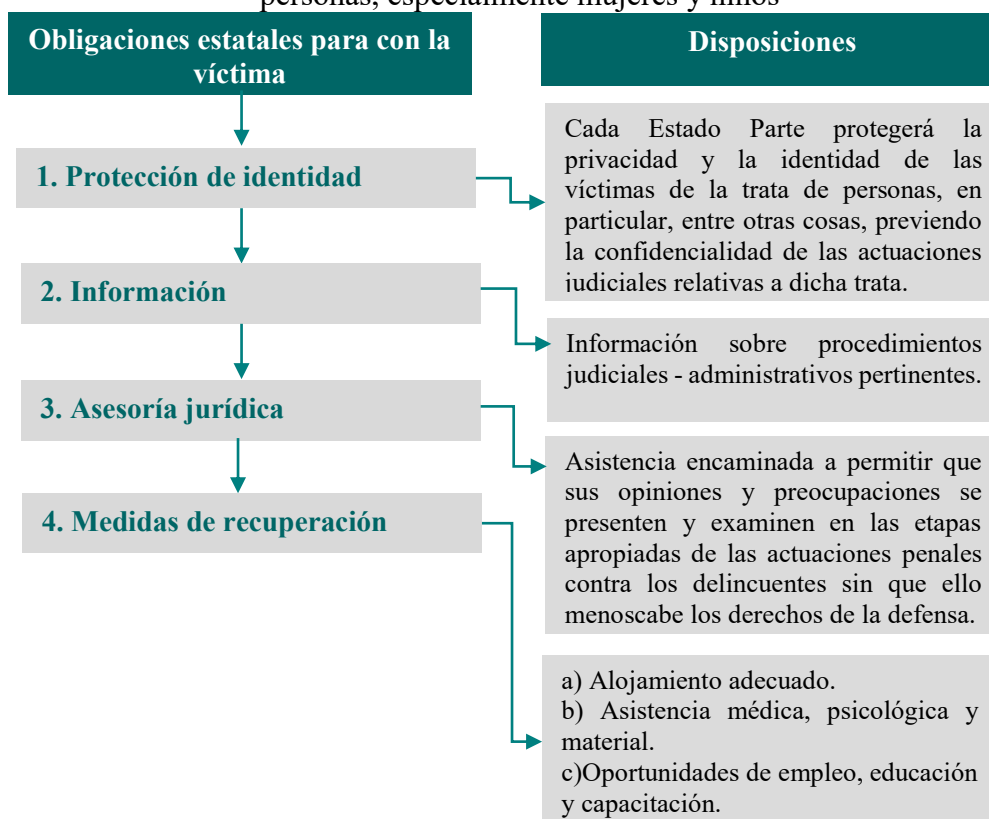 personas, especialmente mujeres y niños
Obligaciones estatales para con la
víctima
Disposiciones
1. Protección de identidad
Cada Estado Parte protegerá la
privacidad y la identidad de las
víctimas de la trata de personas, en
particular, entre otras cosas, previendo
la confidencialidad de las actuaciones
judiciales relativas a dicha trata.
2. Información
Información sobre procedimientos
judiciales - administrativos pertinentes.
3. Asesoría jurídica
Asistencia encaminada a permitir que
sus opiniones y preocupaciones se
presenten y examinen en las etapas
apropiadas de las actuaciones penales
contra los delincuentes sin que ello
menoscabe los derechos de la defensa.
4. Medidas de recuperación
a) Alojamiento adecuado.
b) Asistencia médica, psicológica y
material.
c)Oportunidades de empleo, educación
y capacitación.